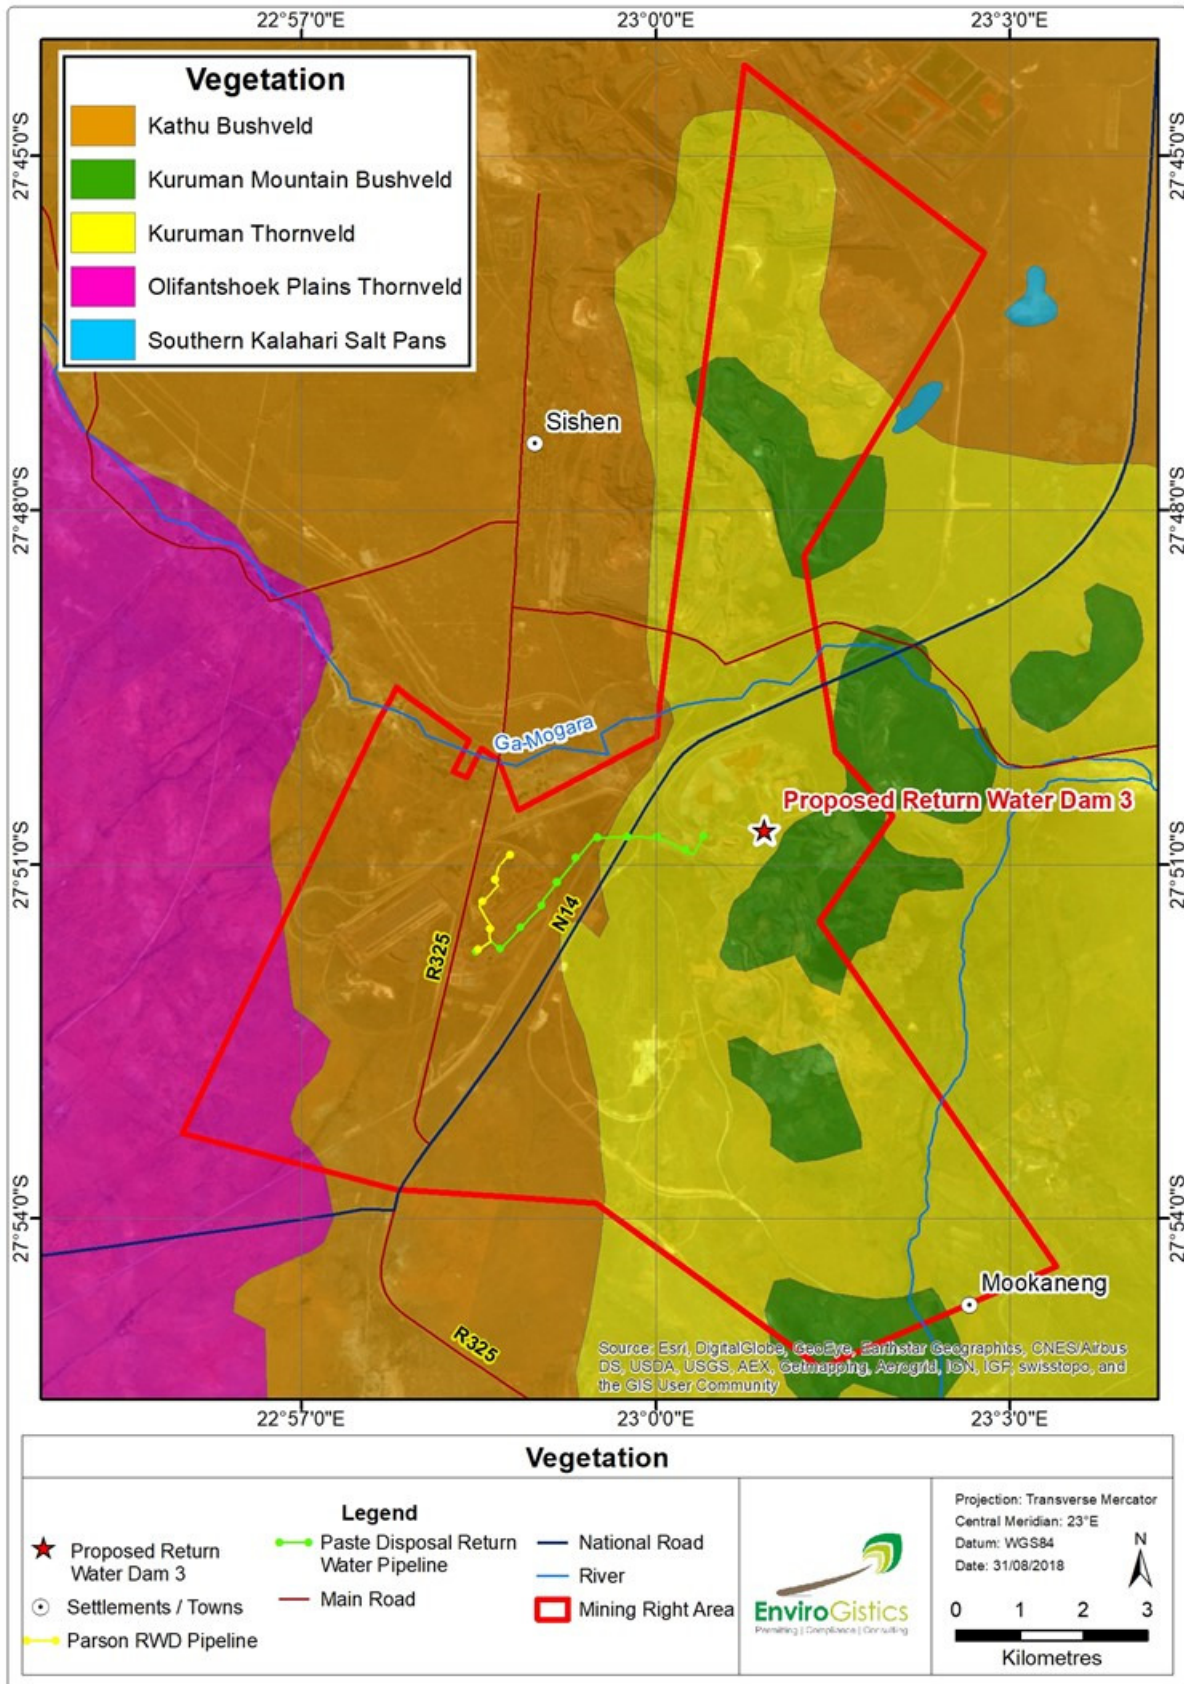 22°57'0"E 23°0'0"E 23°3'0"E
Vegetation
Kathu Bushveld
Kuruman Mountain Bushveld
Kuruman Thornveld
Olifantshoek Plains Thornveld
Southern Kalahari Salt Pans
27°45'0"S 27°45'0"S
Sishen
27°48'0"S 27°48'0"S
Ga-Mogara
Proposed Return Water Dam 3
27°51'0"S 27°51'0"S
N14
R325
27°54'0"S 27°54'0"S
Mookaneng
R325
Source: Esri, DigitalGlobe, GeoEye, Earthstar Geographics, CNES/Airbus
DS, USDA, USGS, AEX, Getmapping, Aerogrid, IGN, IGP, swisstopo, and
the GIS User Community
22°57'0"E 23°0'0"E 23°3'0"E
Vegetation
Legend
Proposed Return
Water Dam 3
Settlements / Towns
Parson RWD Pipeline
Paste Disposal Return
Water Pipeline
Main Road
National Road
River
Mining Right Area
EnviroGistics
Permitting | Compliance | Consulting
Projection: Transverse Mercator
Central Meridian: 23°E
Datum: WGS84
Date: 31/08/2018
N
0 1 2 3
Kilometres